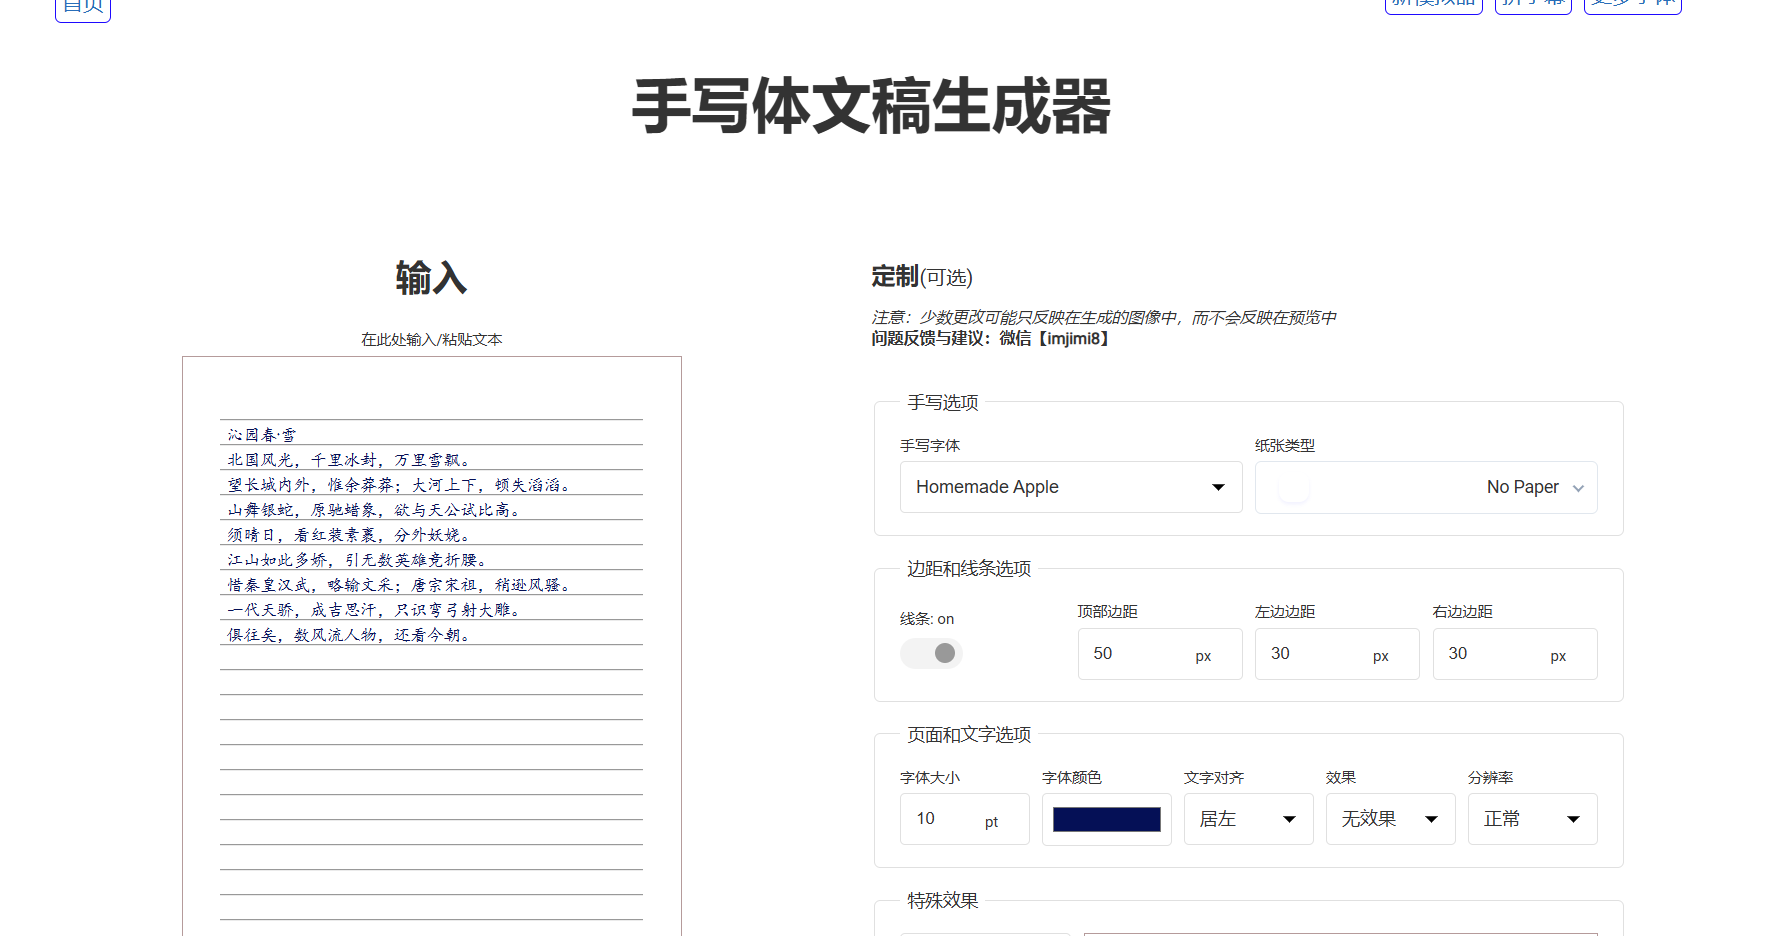 首页
新模拟器 拼字幕 更多字体
手写体文稿生成器
输入
在此处输入/粘贴文本
沁园春·雪
北国风光，千里冰封，万里雪飘。
望长城内外，惟余莽莽；大河上下，顿失滔滔。
山舞银蛇，原驰蜡象，欲与天公试比高。
须晴日，看红装素裹，分外妖娆。
江山如此多娇，引无数英雄竞折腰。
惜秦皇汉武，略输文采；唐宗宋祖，稍逊风骚。
一代天骄，成吉思汗，只识弯弓射大雕。
俱往矣，数风流人物，还看今朝。
定制(可选)
注意：少数更改可能只反映在生成的图像中，而不会反映在预览中
问题反馈与建议：微信【imjimi8】
手写选项
手写字体 纸张类型
Homemade Apple No Paper
边距和线条选项
线条: on 顶部边距 左边边距 右边边距
50 px 30 px 30 px
页面和文字选项
字体大小 字体颜色 文字对齐 效果 分辨率
10 pt 居左 无效果 正常
特殊效果